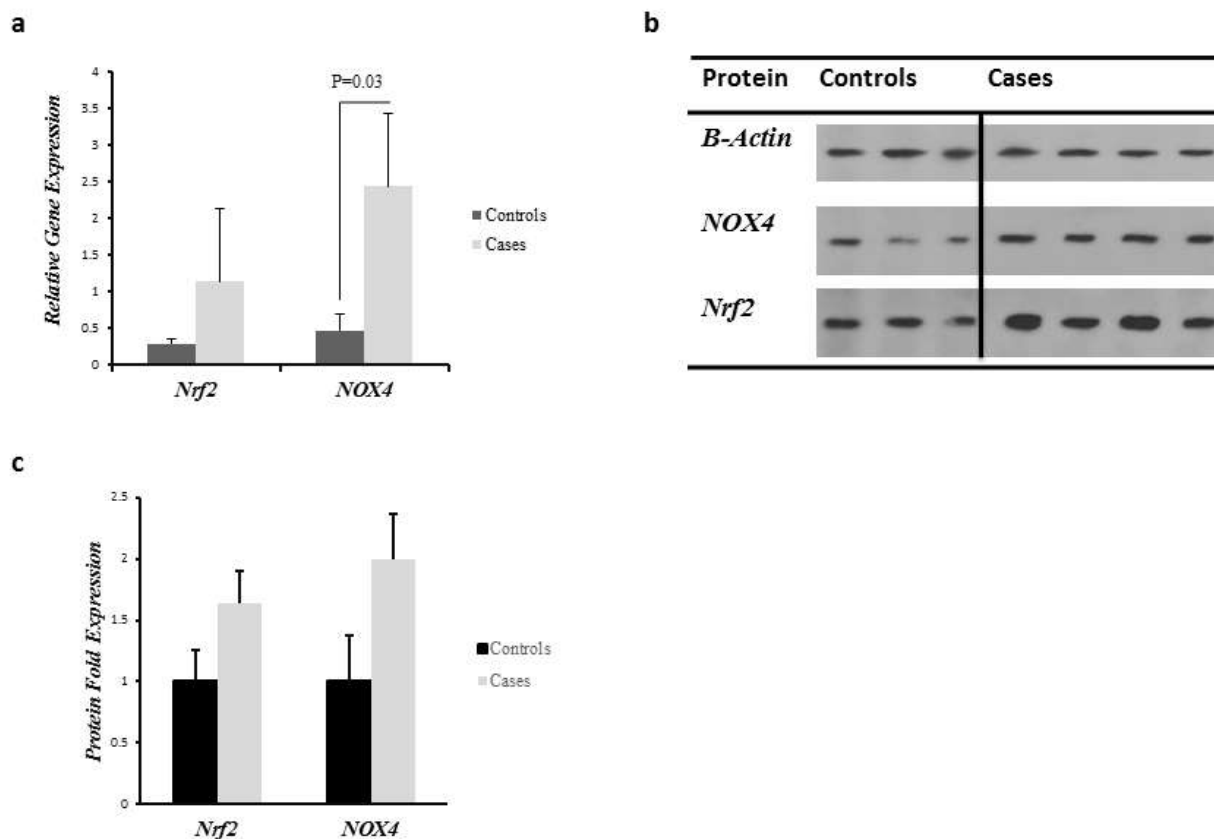 a
Relative Gene Expression
4
3.5
3
2.5
2
1.5
1
0.5
0
P=0.03
Controls
Cases
Nrf2 NOX4
b
Protein Controls Cases
B-Actin
NOX4
Nrf2
c
Protein Fold Expression
2.5
2
1.5
1
0.5
0
Controls
Cases
Nrf2 NOX4